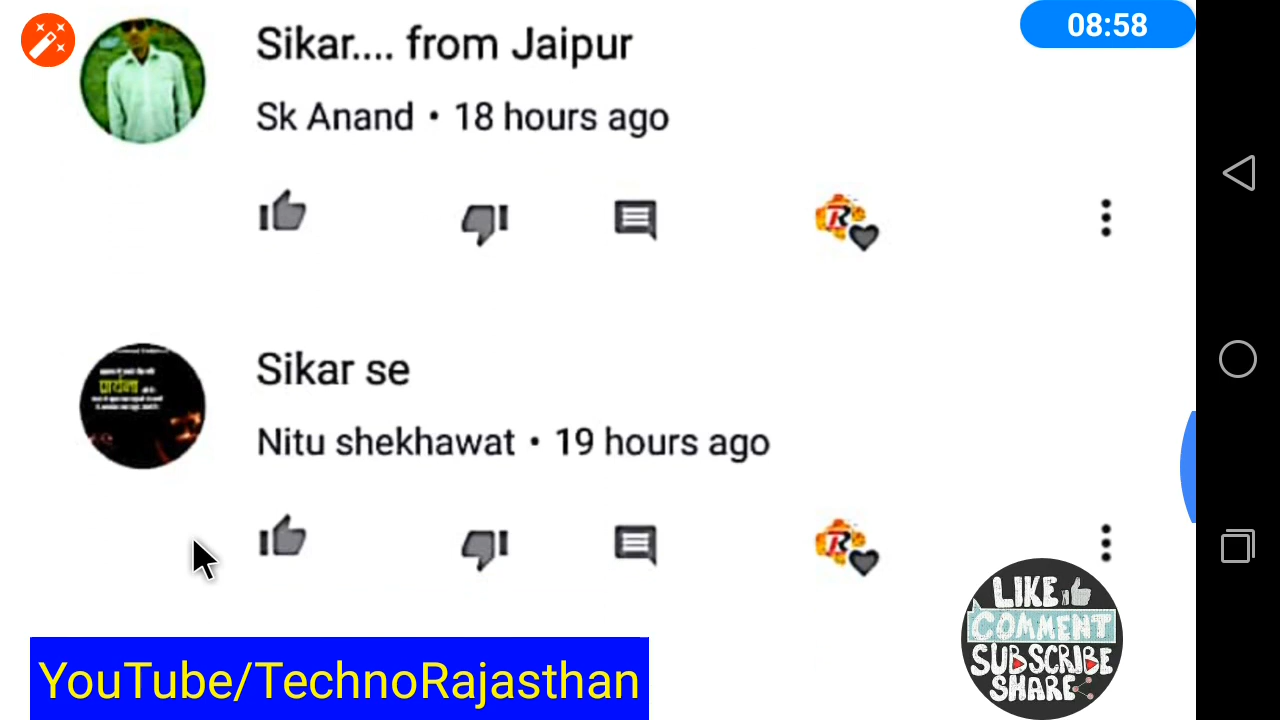 08:58
Sikar.... from Jaipur
Sk Anand • 18 hours ago
R
प्रार्थना
Sikar se
Nitu shekhawat • 19 hours ago
R
LIKE
COMMENT
SUBSCRIBE
SHARE
YouTube/TechnoRajasthan